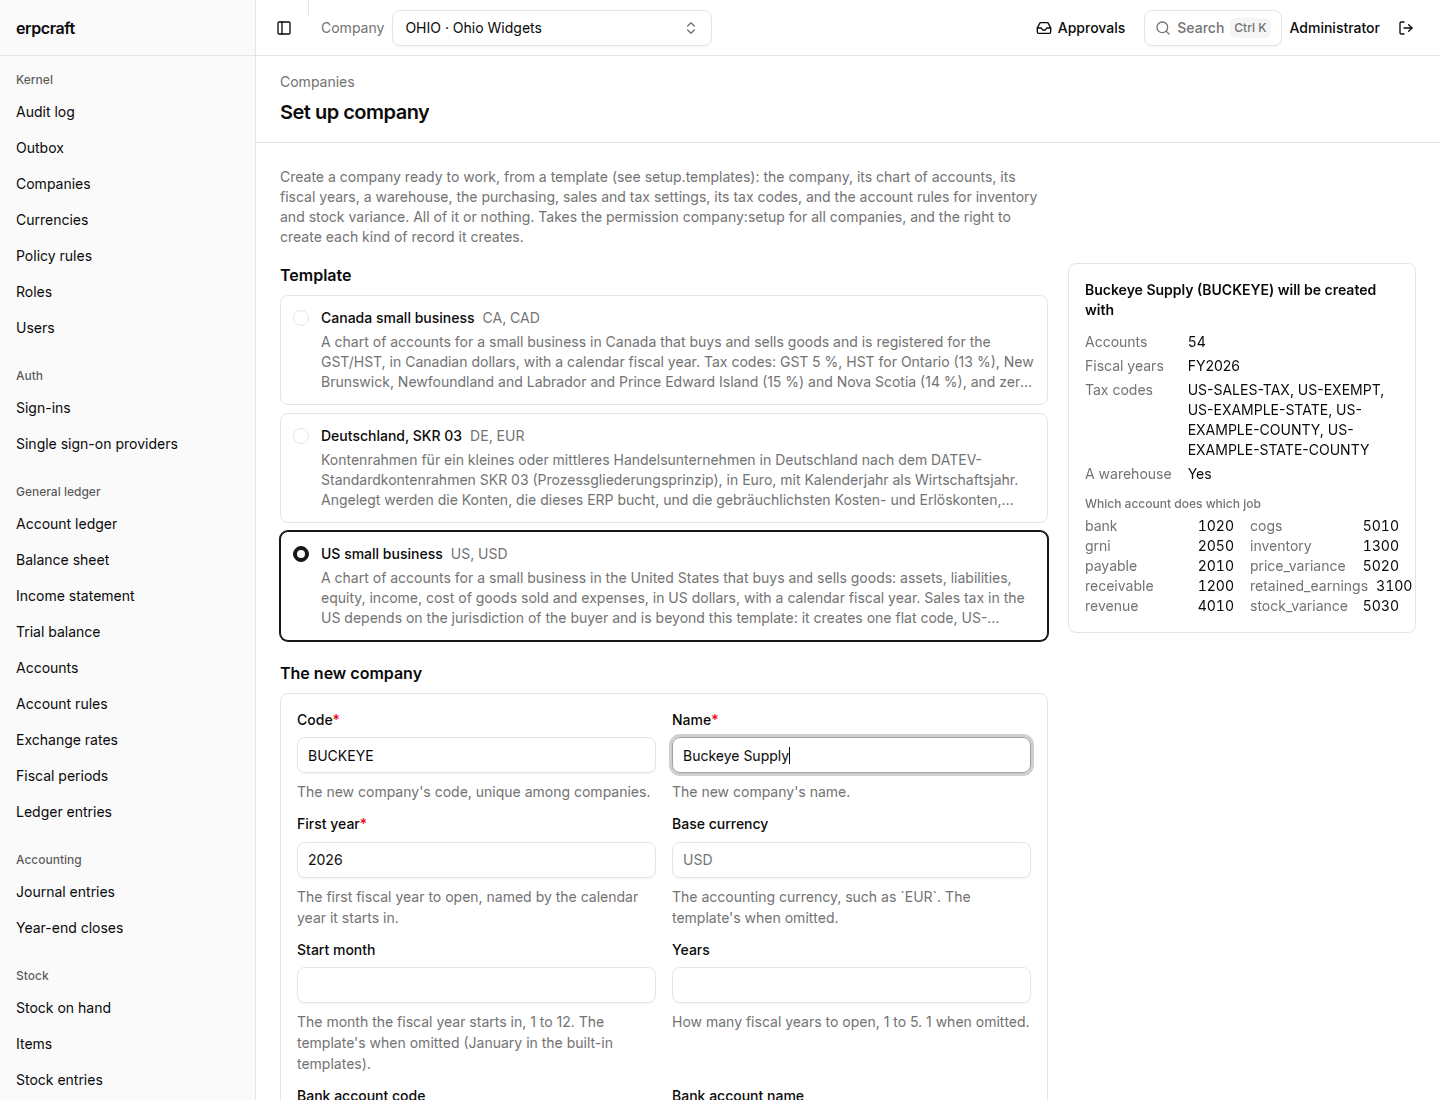 erpcraft
Company
OHIO · Ohio Widgets
Approvals
Search Ctrl K
Administrator
Kernel
Audit log
Outbox
Companies
Currencies
Policy rules
Roles
Users
Auth
Sign-ins
Single sign-on providers
General ledger
Account ledger
Balance sheet
Income statement
Trial balance
Accounts
Account rules
Exchange rates
Fiscal periods
Ledger entries
Accounting
Journal entries
Year-end closes
Stock
Stock on hand
Items
Stock entries
Companies
Set up company
Create a company ready to work, from a template (see setup.templates): the company, its chart of accounts, its
fiscal years, a warehouse, the purchasing, sales and tax settings, its tax codes, and the account rules for inventory
and stock variance. All of it or nothing. Takes the permission company:setup for all companies, and the right to
create each kind of record it creates.
Template
Canada small business CA, CAD
A chart of accounts for a small business in Canada that buys and sells goods and is registered for the
GST/HST, in Canadian dollars, with a calendar fiscal year. Tax codes: GST 5 %, HST for Ontario (13 %), New
Brunswick, Newfoundland and Labrador and Prince Edward Island (15 %) and Nova Scotia (14 %), and zer...
Deutschland, SKR 03 DE, EUR
Kontenrahmen für ein kleines oder mittleres Handelsunternehmen in Deutschland nach dem DATEV-
Standardkontenrahmen SKR 03 (Prozessgliederungsprinzip), in Euro, mit Kalenderjahr als Wirtschaftsjahr.
Angelegt werden die Konten, die dieses ERP bucht, und die gebräuchlichsten Kosten- und Erlöskonten,...
US small business US, USD
A chart of accounts for a small business in the United States that buys and sells goods: assets, liabilities,
equity, income, cost of goods sold and expenses, in US dollars, with a calendar fiscal year. Sales tax in the
US depends on the jurisdiction of the buyer and is beyond this template: it creates one flat code, US-...
The new company
Code*
Name*
BUCKEYE
Buckeye Supply
The new company's code, unique among companies.
The new company's name.
First year*
Base currency
2026
USD
The first fiscal year to open, named by the calendar
year it starts in.
The accounting currency, such as `EUR`. The
template's when omitted.
Start month
Years
The month the fiscal year starts in, 1 to 12. The
template's when omitted (January in the built-in
templates).
How many fiscal years to open, 1 to 5. 1 when omitted.
Bank account code
Bank account name
Buckeye Supply (BUCKEYE) will be created
with
Accounts 54
Fiscal years FY2026
Tax codes US-SALES-TAX, US-EXEMPT,
US-EXAMPLE-STATE, US-
EXAMPLE-COUNTY, US-
EXAMPLE-STATE-COUNTY
A warehouse Yes
Which account does which job
bank 1020 cogs 5010
grni 2050 inventory 1300
payable 2010 price_variance 5020
receivable 1200 retained_earnings 3100
revenue 4010 stock_variance 5030